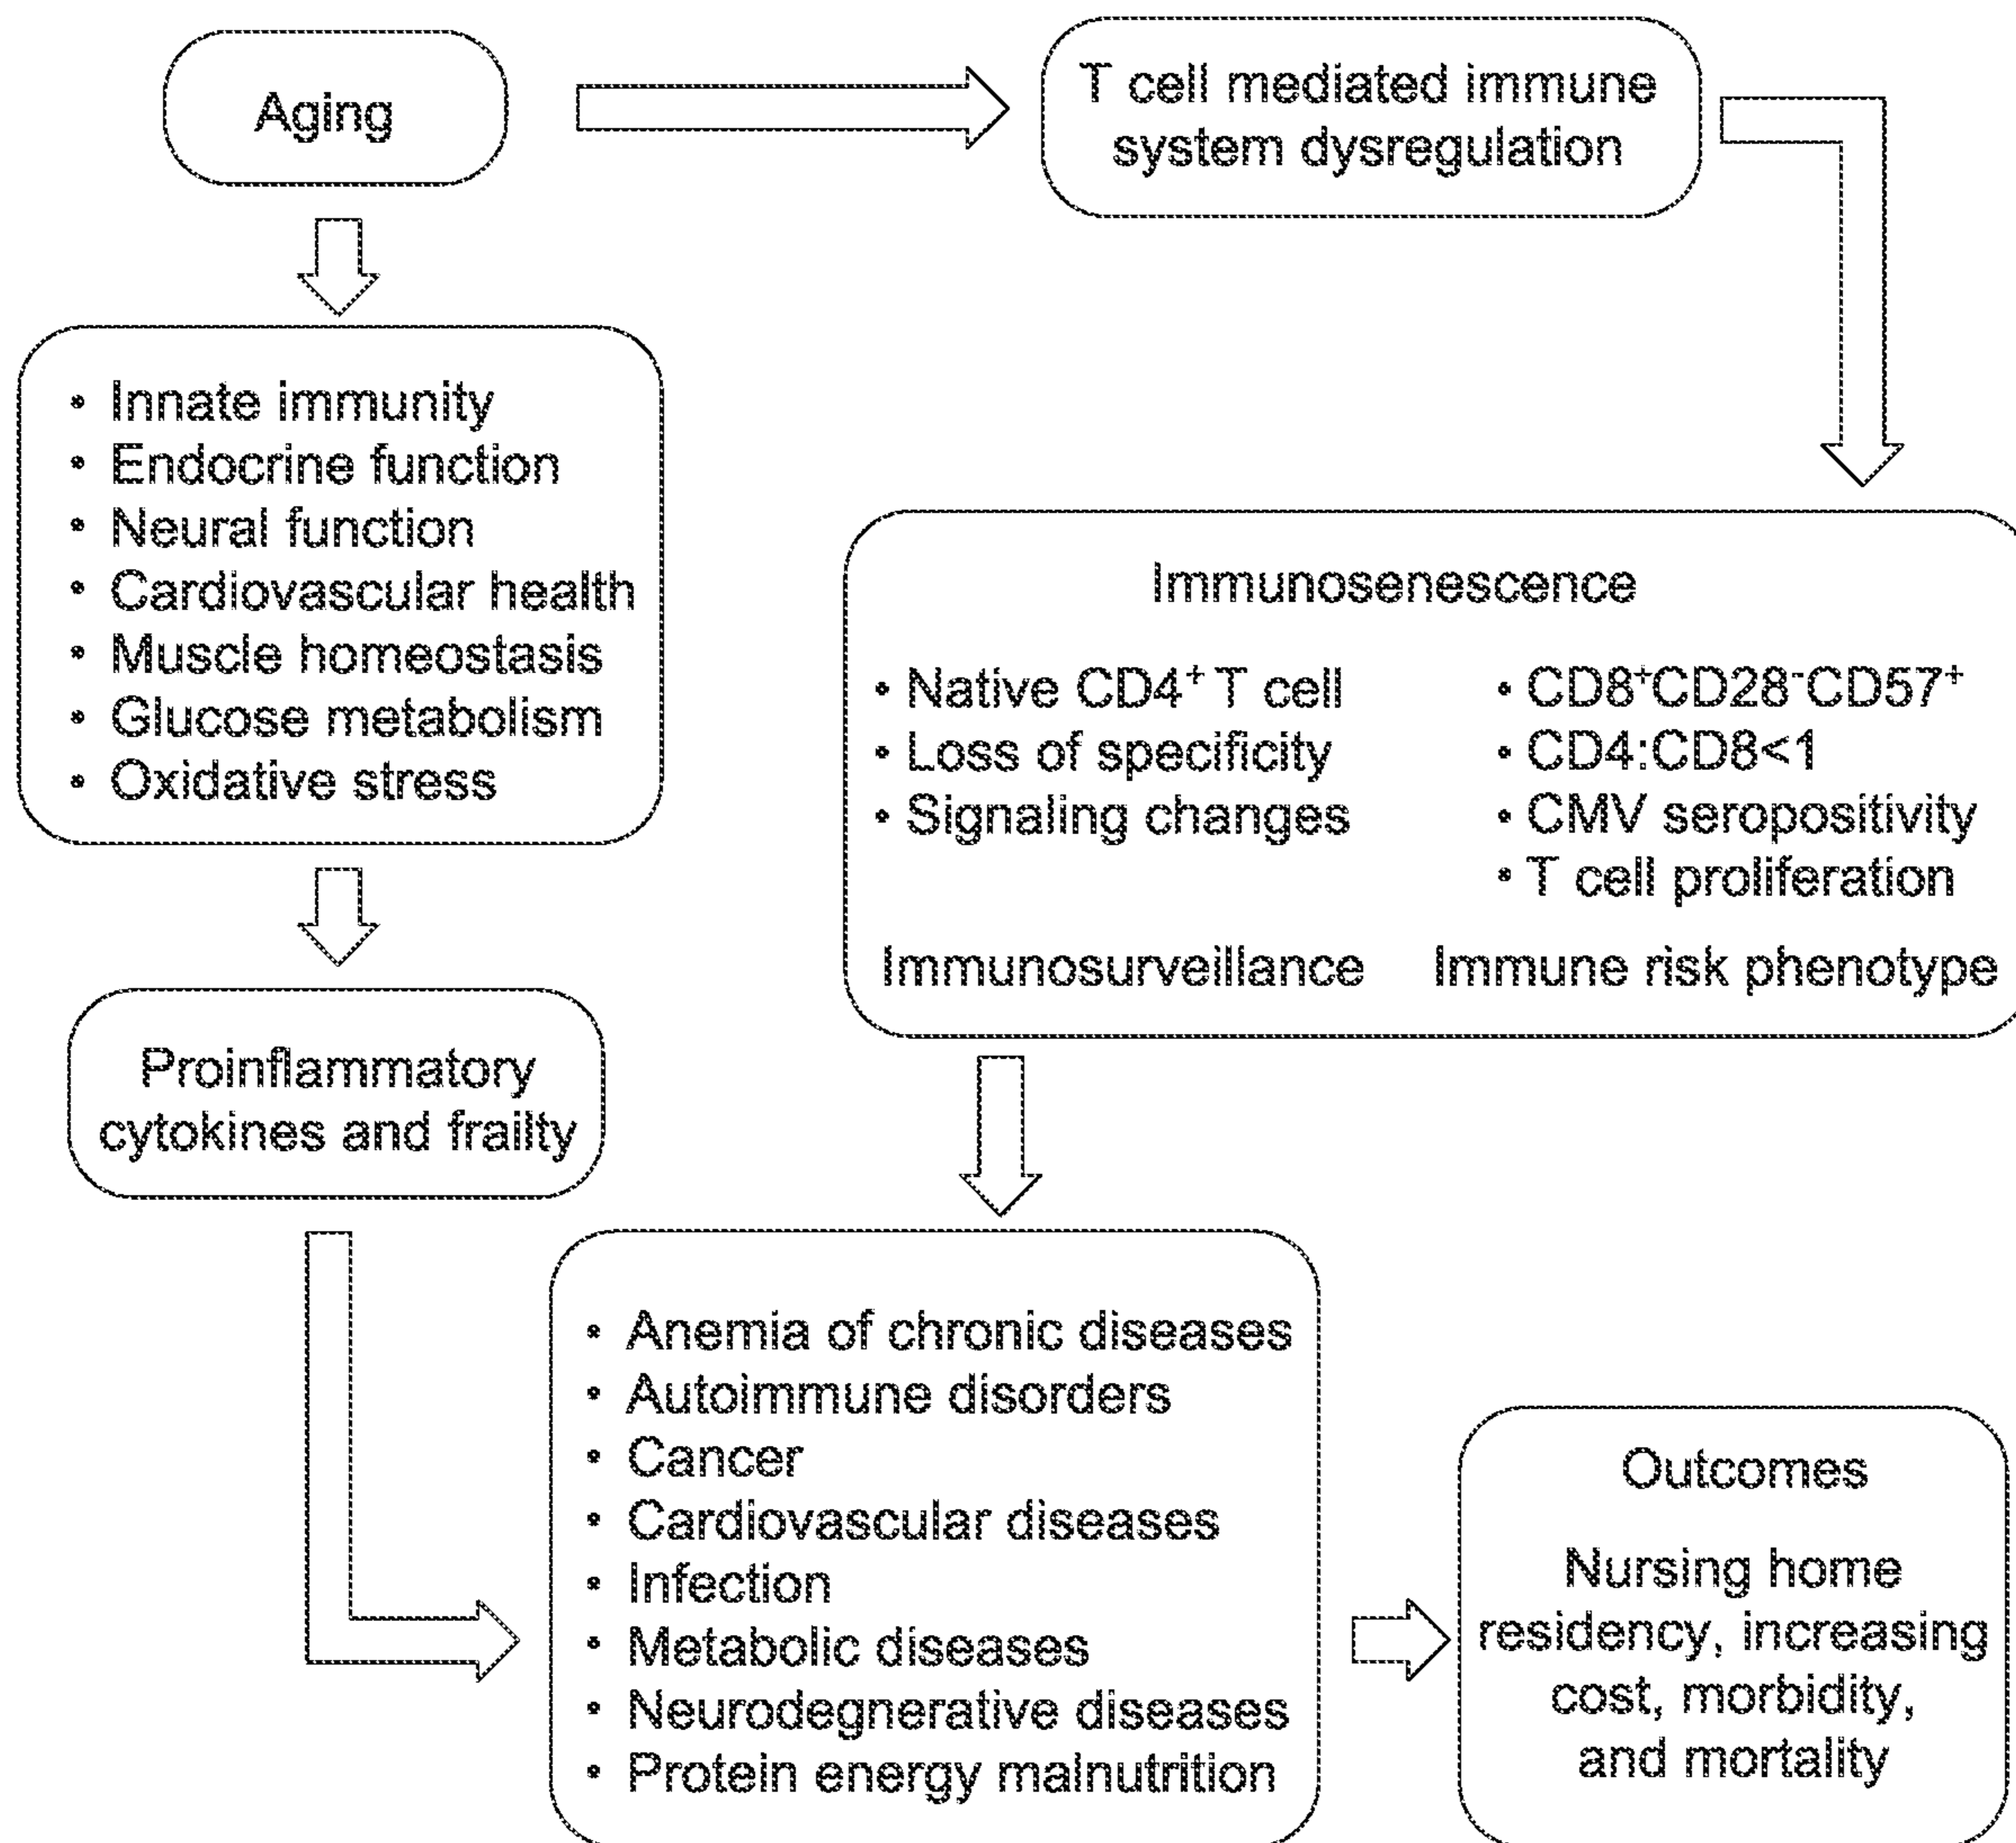 Aging
T cell mediated immune
system dysregulation
• Innate immunity
• Endocrine function
• Neural function
• Cardiovascular health
• Muscle homeostasis
• Glucose metabolism
• Oxidative stress
Immunosenescence
• Native CD4⁺ T cell
• Loss of specificity
• Signaling changes
Immunosurveillance
• CD8⁺CD28⁻CD57⁺
• CD4:CD8<1
• CMV seropositivity
• T cell proliferation
Immune risk phenotype
Proinflammatory
cytokines and frailty
• Anemia of chronic diseases
• Autoimmune disorders
• Cancer
• Cardiovascular diseases
• Infection
• Metabolic diseases
• Neurodegnerative diseases
• Protein energy malnutrition
Outcomes
Nursing home
residency, increasing
cost, morbidity,
and mortality